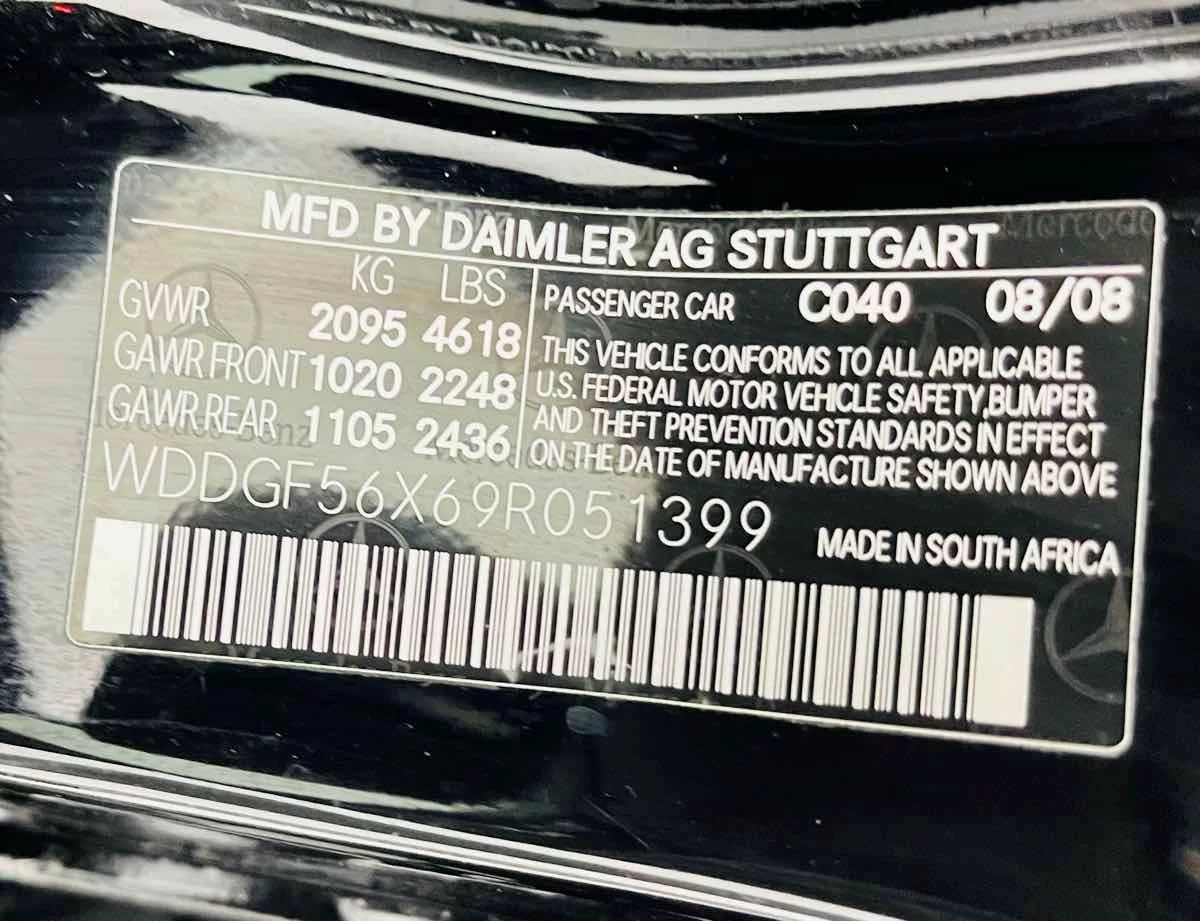 MFD BY DAIMLER AG STUTTGART
KG LBS
GVWR 2095 4618
GAWR FRONT 1020 2248
GAWR REAR 1105 2436
PASSENGER CAR C040 08/08
THIS VEHICLE CONFORMS TO ALL APPLICABLE
U.S. FEDERAL MOTOR VEHICLE SAFETY,BUMPER
AND THEFT PREVENTION STANDARDS IN EFFECT
ON THE DATE OF MANUFACTURE SHOWN ABOVE
WDDGF56X69R051399
MADE IN SOUTH AFRICA